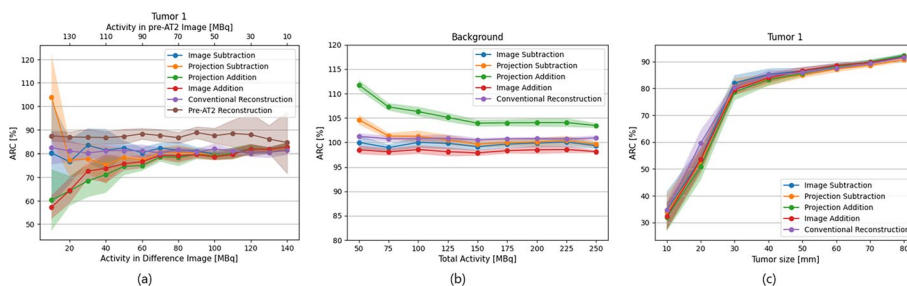 Tumor 1
Activity in pre-AT2 Image [MBq]
130 110 90 70 50 30 10
Image Subtraction
Projection Subtraction
Projection Addition
Image Addition
Conventional Reconstruction
Pre-AT2 Reconstruction
ARC [%]
120
110
100
90
80
70
60
50
20 40 60 80 100 120 140
Activity in Difference Image [MBq]
(a)
Background
Image Subtraction
Projection Subtraction
Projection Addition
Image Addition
Conventional Reconstruction
ARC [%]
120
115
110
105
100
95
90
85
80
50 75 100 125 150 175 200 225 250
Total Activity [MBq]
(b)
Tumor 1
ARC [%]
90
80
70
60
50
40
30
Image Subtraction
Projection Subtraction
Projection Addition
Image Addition
Conventional Reconstruction
10 20 30 40 50 60 70 80
Tumor size [mm]
(c)